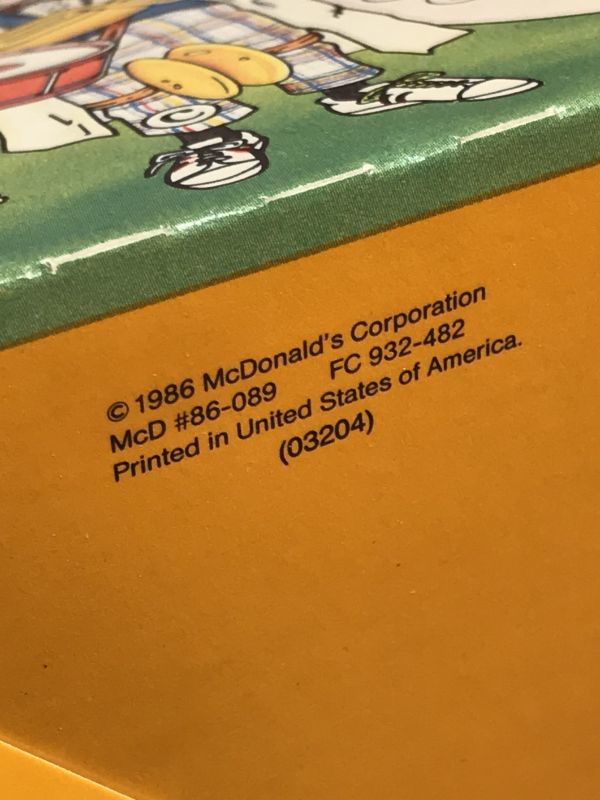 © 1986 McDonald's Corporation
McD #86-089 FC 932-482
Printed in United States of America.
(03204)